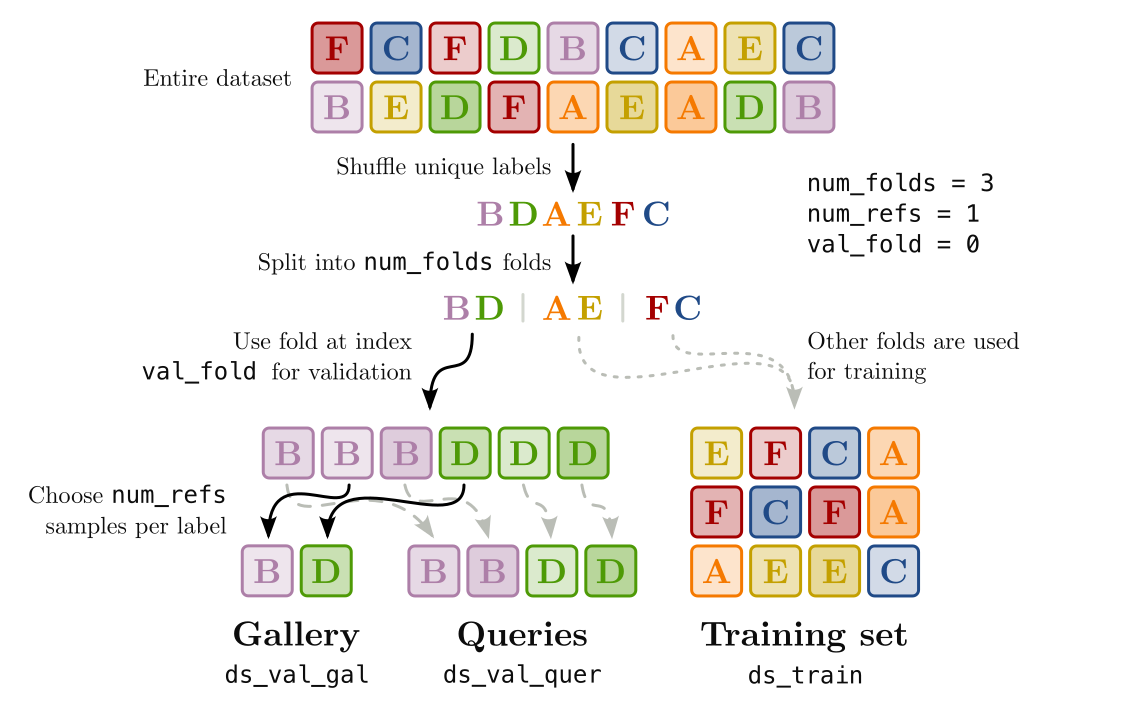 F C F D B C A E C
Entire dataset
B E D F A E A D B
Shuffle unique labels
num_folds = 3
num_refs = 1
val_fold = 0
B D A E F C
Split into num_folds folds
B D | A E | F C
Use fold at index
val_fold for validation
Other folds are used
for training
B B B D D D
E F C A
Choose num_refs
samples per label
F C F A
B D
B B D D
A E E C
Gallery
ds_val_gal
Queries
ds_val_quer
Training set
ds_train